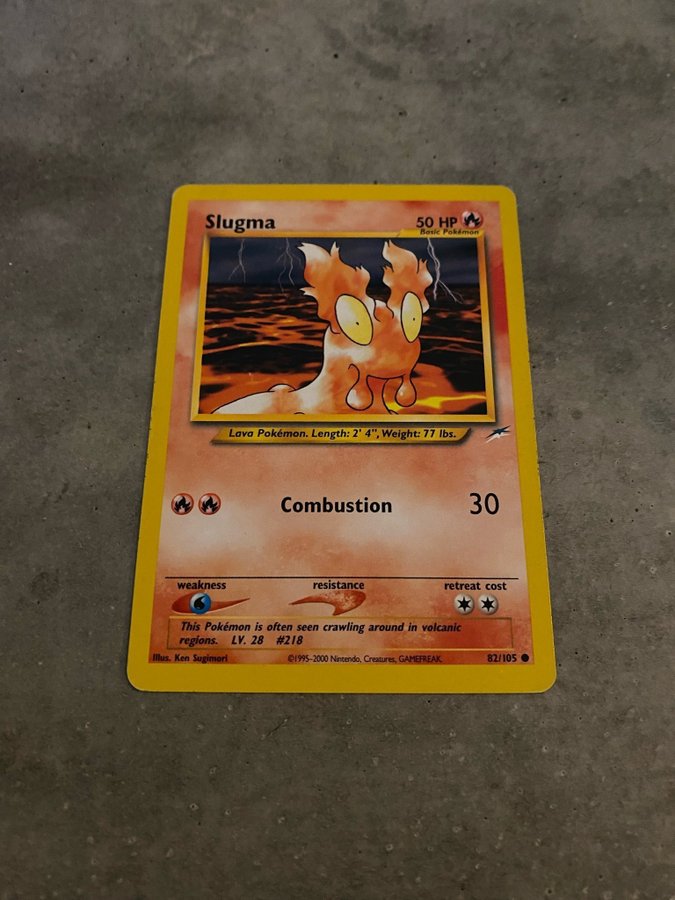 Slugma
50 HP
Basic Pokémon
Lava Pokémon. Length: 2' 4", Weight: 77 lbs.
Combustion 30
weakness resistance retreat cost
This Pokémon is often seen crawling around in volcanic
regions. LV. 28 #218
Illus. Ken Sugimori ©1995-2000 Nintendo, Creatures, GAMEFREAK. 82/105